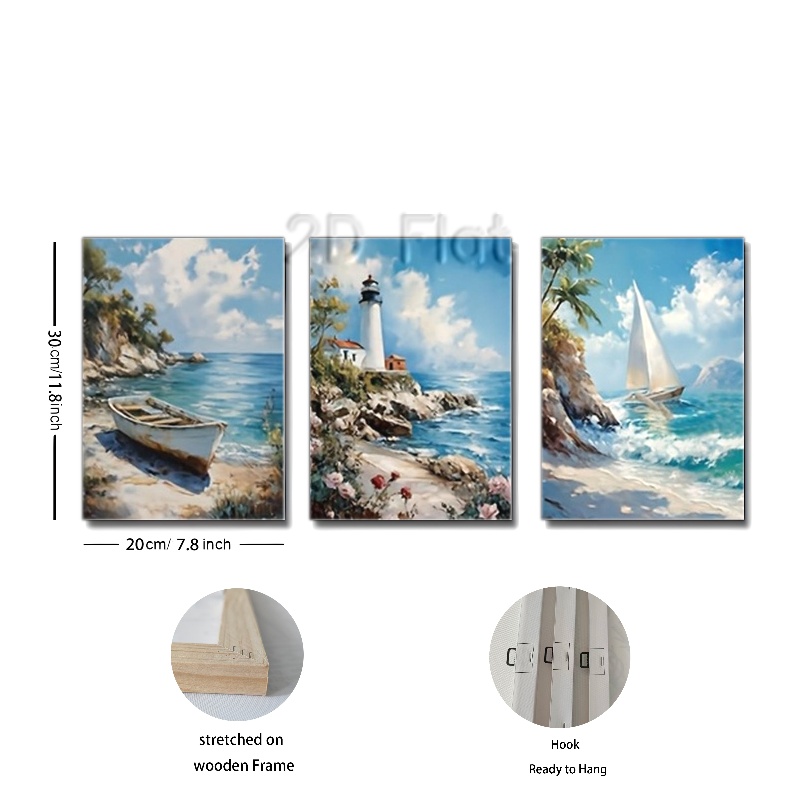 2D Flat
30cm/11.8inch
20cm/ 7.8 inch
stretched on
wooden Frame
Hook
Ready to Hang